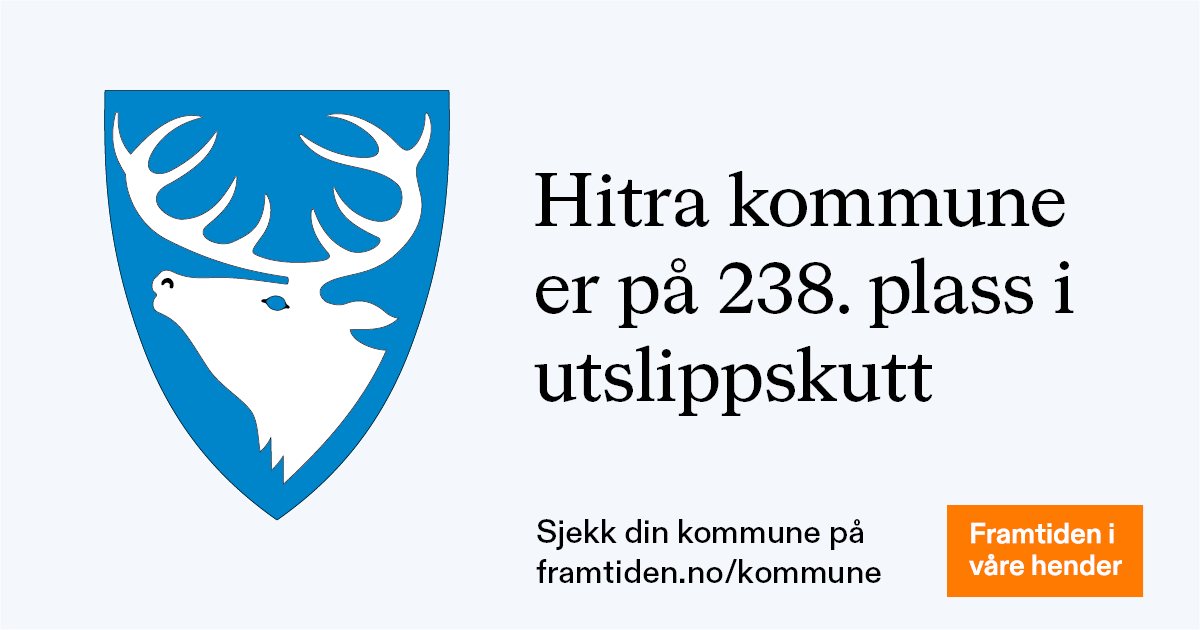 Hitra kommune
er på 238. plass i
utslippskutt
Sjekk din kommune på
framtiden.no/kommune
Framtiden i
våre hender